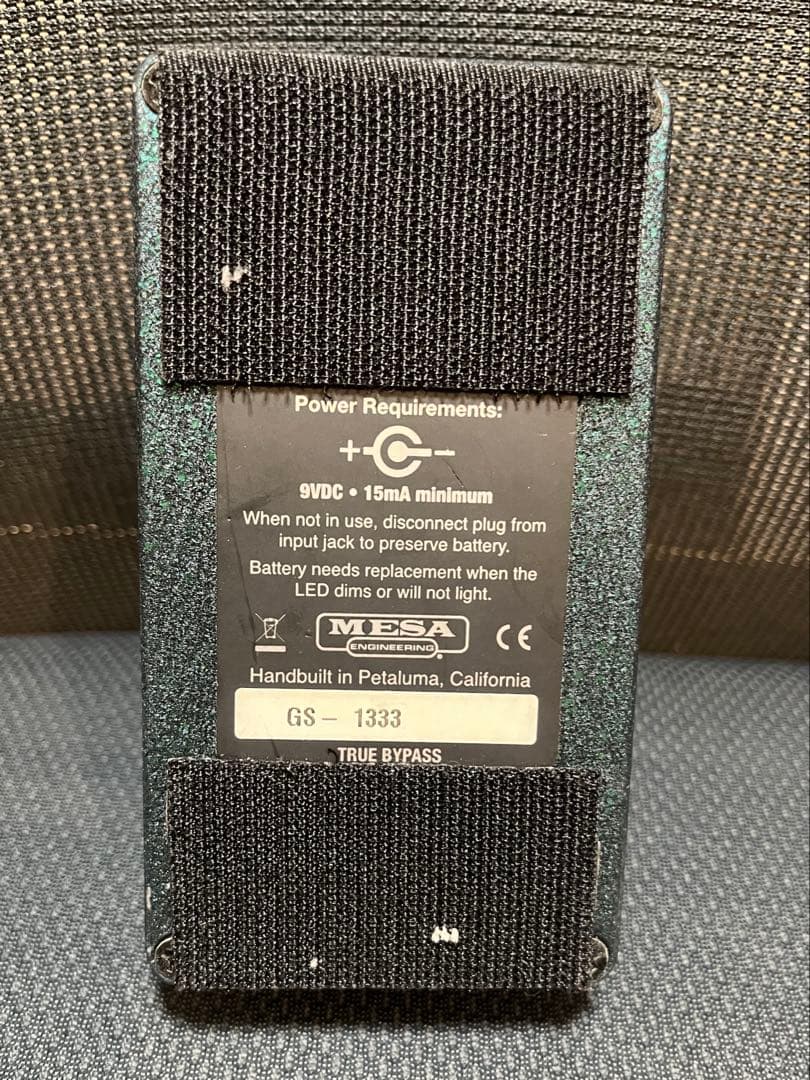 Power Requirements:
+ -
9VDC • 15mA minimum
When not in use, disconnect plug from
input jack to preserve battery.
Battery needs replacement when the
LED dims or will not light.
MESA
ENGINEERING®
CE
Handbuilt in Petaluma, California
GS – 1333
TRUE BYPASS